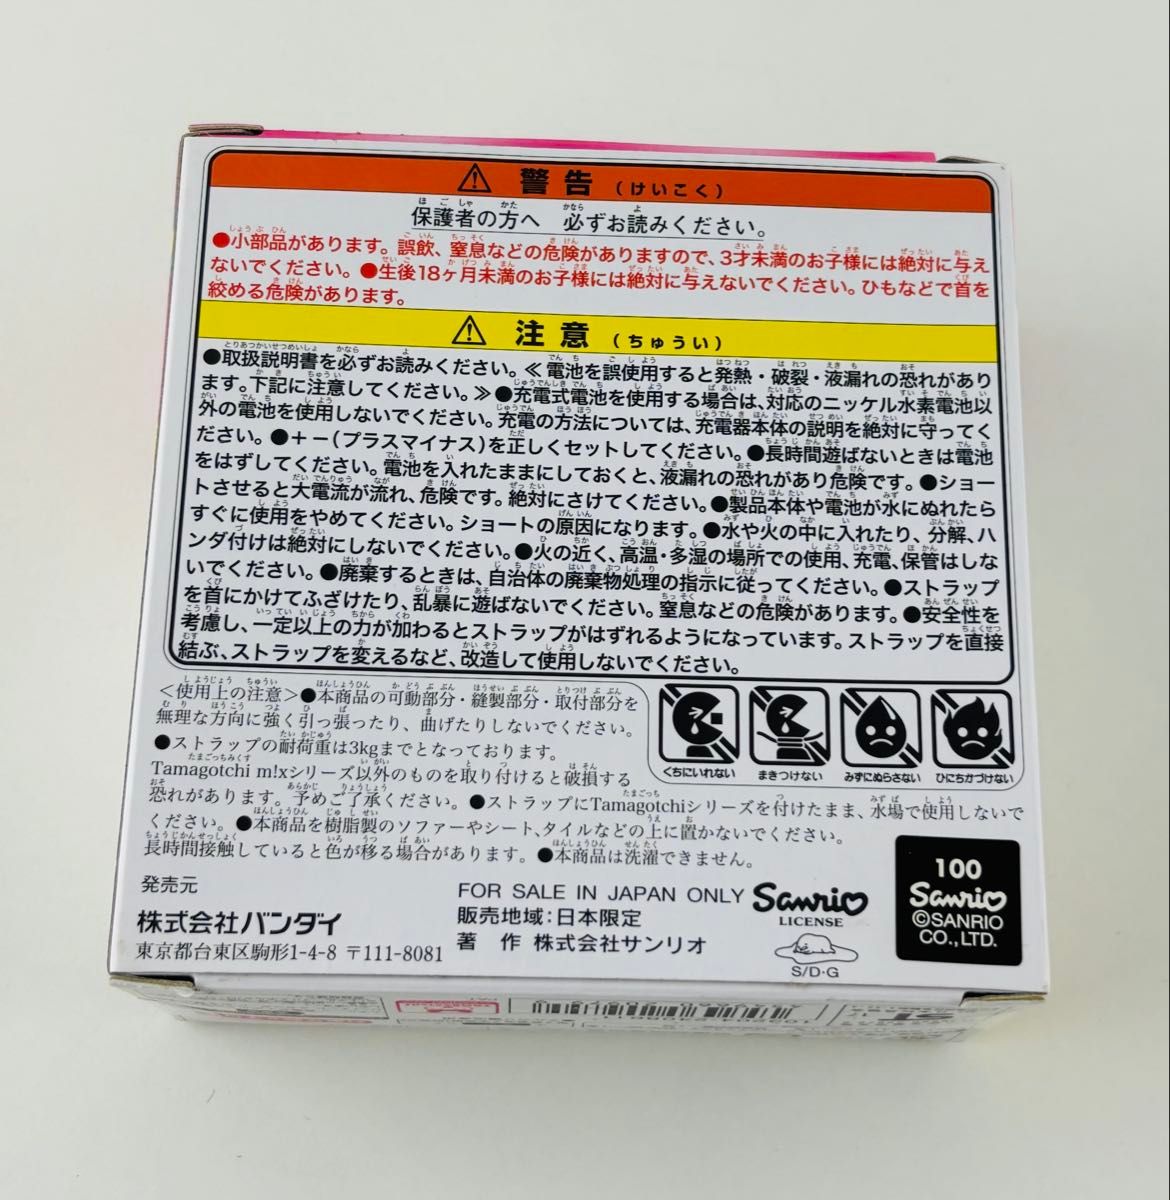 ⚠ 警告 (けいこく)
保護者の方へ 必ずお読みください。
●小部品があります。誤飲、窒息などの危険がありますので、3才未満のお子様には絶対に与え
ないでください。●生後18ヶ月未満のお子様には絶対に与えないでください。ひもなどで首を
絞める危険があります。
⚠ 注意 (ちゅうい)
●取扱説明書を必ずお読みください。≪電池を誤使用すると発熱・破裂・液漏れの恐れがあり
ます。下記に注意してください。≫●充電式電池を使用する場合は、対応のニッケル水素電池以
外の電池を使用しないでください。充電の方法については、充電器本体の説明を絶対に守ってく
ださい。●+-(プラスマイナス)を正しくセットしてください。●長時間遊ばないときは電池
をはずしてください。電池を入れたままにしておくと、液漏れの恐れがあり危険です。●ショー
トさせると大電流が流れ、危険です。絶対にさけてください。●製品本体や電池が水にぬれたら
すぐに使用をやめてください。ショートの原因になります。●水や火の中に入れたり、分解、ハ
ンダ付けは絶対にしないでください。●火の近く、高温・多湿の場所での使用、充電、保管はしな
いでください。●廃棄するときは、自治体の廃棄物処理の指示に従ってください。●ストラップ
を首にかけてふざけたり、乱暴に遊ばないでください。窒息などの危険があります。●安全性を
考慮し、一定以上の力が加わるとストラップがはずれるようになっています。ストラップを直接
結ぶ、ストラップを変えるなど、改造して使用しないでください。
<使用上の注意>●本商品の可動部分・縫製部分・取付部分を
無理な方向に強く引っ張ったり、曲げたりしないでください。
●ストラップの耐荷重は3kgまでとなっております。
Tamagotchi m!xシリーズ以外のものを取り付けると破損する
恐れがあります。予めご了承ください。●ストラップにTamagotchiシリーズを付けたまま、水場で使用しないで
ください。●本商品を樹脂製のソファーやシート、タイルなどの上に置かないでください。
長時間接触していると色が移る場合があります。●本商品は洗濯できません。
くちにいれない
まきつけない
みずにぬらさない
ひにちかづけない
発売元
株式会社バンダイ
東京都台東区駒形1-4-8 〒111-8081
FOR SALE IN JAPAN ONLY
販売地域:日本限定
著 作 株式会社サンリオ
Sanrio
LICENSE
S/D・G
100
Sanrio
©SANRIO
CO.,LTD.